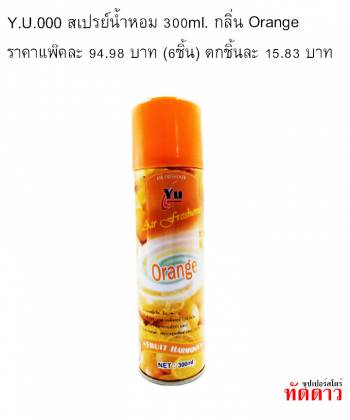 Y.U.000 สเปรย์น้ำหอม 300ml. กลิ่น Orange
ราคาแพ๊คละ 94.98 บาท (6ชิ้น) ตกชิ้นละ 15.83 บาท
Yu
Air Freshener
Orange
FRUIT HARMONY
NET : 300ml
ซุปเปอร์สโตร์
ทัดดาว